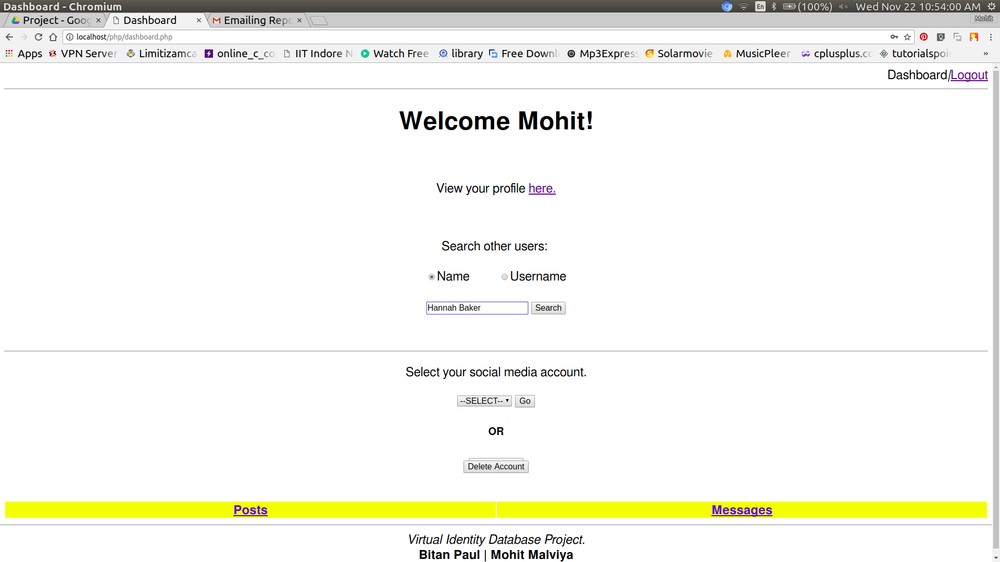 Dashboard - Chromium
En
(100%)
Wed Nov 22 10:54:00 AM
Project - Goog
Dashboard
Emailing Repo
Mohit
localhost/php/dashboard.php
Apps
VPN Server
Limitizamca
online_c_co
IIT Indore N
Watch Free
library
Free Downl
Mp3Express
Solarmovie
MusicPleer
cplusplus.co
tutorialspoin
»
Dashboard/Logout
Welcome Mohit!
View your profile here.
Search other users:
Name Username
Hannah Baker Search
Select your social media account.
--SELECT-- Go
OR
Delete Account
Posts Messages
Virtual Identity Database Project.
Bitan Paul | Mohit Malviya